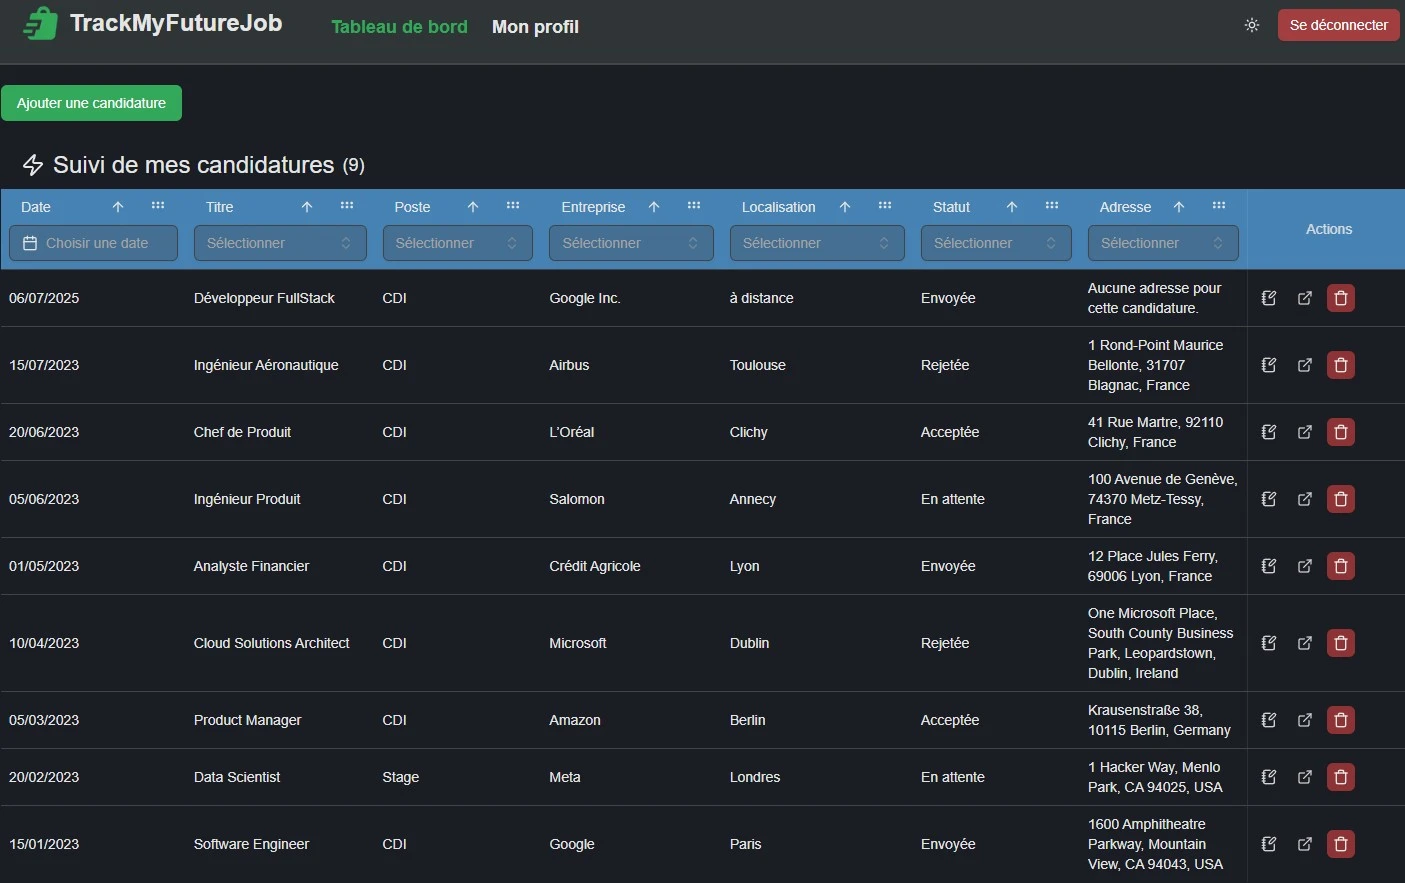 TrackMyFutureJob Tableau de bord Mon profil Se déconnecter
Ajouter une candidature
Suivi de mes candidatures (9)
Date Titre Poste Entreprise Localisation Statut Adresse Actions
Choisir une date Sélectionner Sélectionner Sélectionner Sélectionner Sélectionner Sélectionner
06/07/2025 Développeur FullStack CDI Google Inc. à distance Envoyée Aucune adresse pour
cette candidature.
15/07/2023 Ingénieur Aéronautique CDI Airbus Toulouse Rejetée 1 Rond-Point Maurice
Bellonte, 31707
Blagnac, France
20/06/2023 Chef de Produit CDI L'Oréal Clichy Acceptée 41 Rue Martre, 92110
Clichy, France
05/06/2023 Ingénieur Produit CDI Salomon Annecy En attente 100 Avenue de Genève,
74370 Metz-Tessy,
France
01/05/2023 Analyste Financier CDI Crédit Agricole Lyon Envoyée 12 Place Jules Ferry,
69006 Lyon, France
10/04/2023 Cloud Solutions Architect CDI Microsoft Dublin Rejetée One Microsoft Place,
South County Business
Park, Leopardstown,
Dublin, Ireland
05/03/2023 Product Manager CDI Amazon Berlin Acceptée Krausenstraße 38,
10115 Berlin, Germany
20/02/2023 Data Scientist Stage Meta Londres En attente 1 Hacker Way, Menlo
Park, CA 94025, USA
15/01/2023 Software Engineer CDI Google Paris Envoyée 1600 Amphitheatre
Parkway, Mountain
View, CA 94043, USA